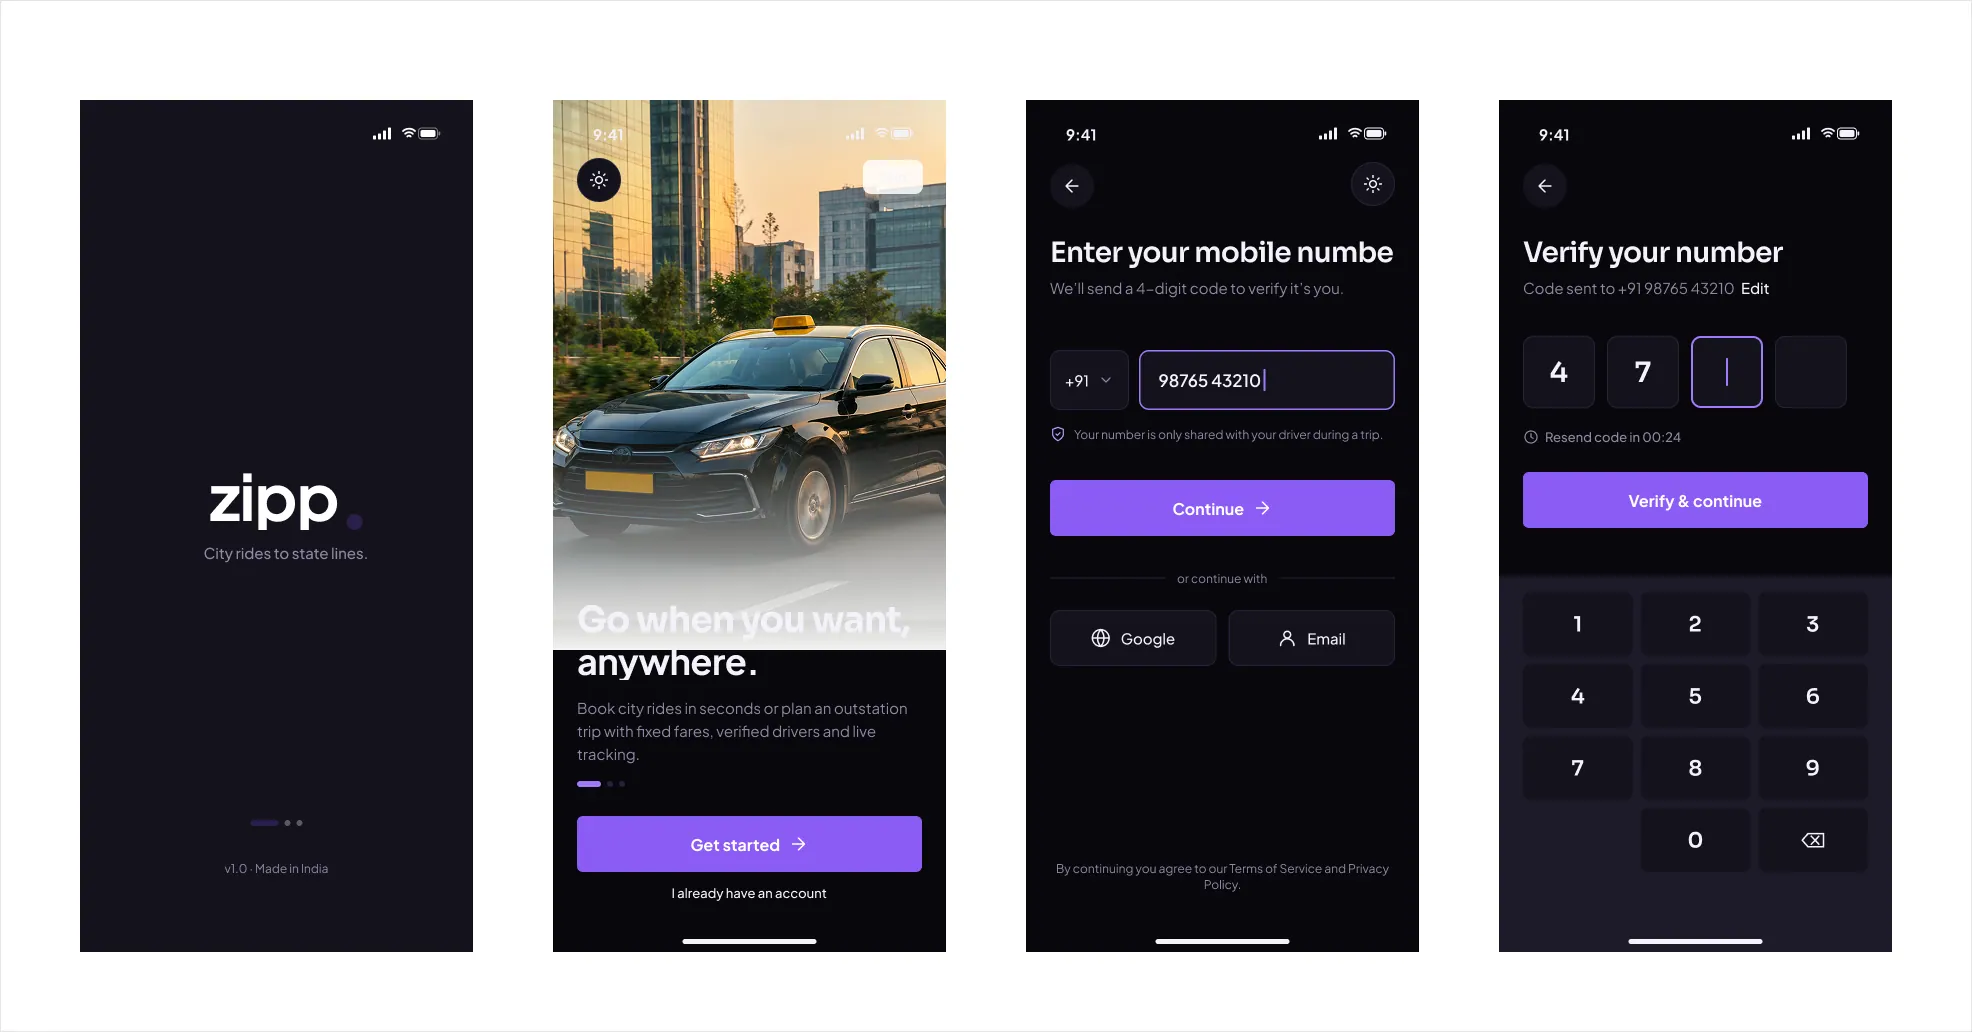 zipp
City rides to state lines.
v1.0 · Made in India
9:41
Go when you want,
anywhere.
Book city rides in seconds or plan an outstation
trip with fixed fares, verified drivers and live
tracking.
Get started
I already have an account
9:41
Enter your mobile numbe
We'll send a 4-digit code to verify it's you.
+91
98765 43210
Your number is only shared with your driver during a trip.
Continue
or continue with
Google
Email
By continuing you agree to our Terms of Service and Privacy
Policy.
9:41
Verify your number
Code sent to +91 98765 43210 Edit
4 7
Resend code in 00:24
Verify & continue
1 2 3
4 5 6
7 8 9
0